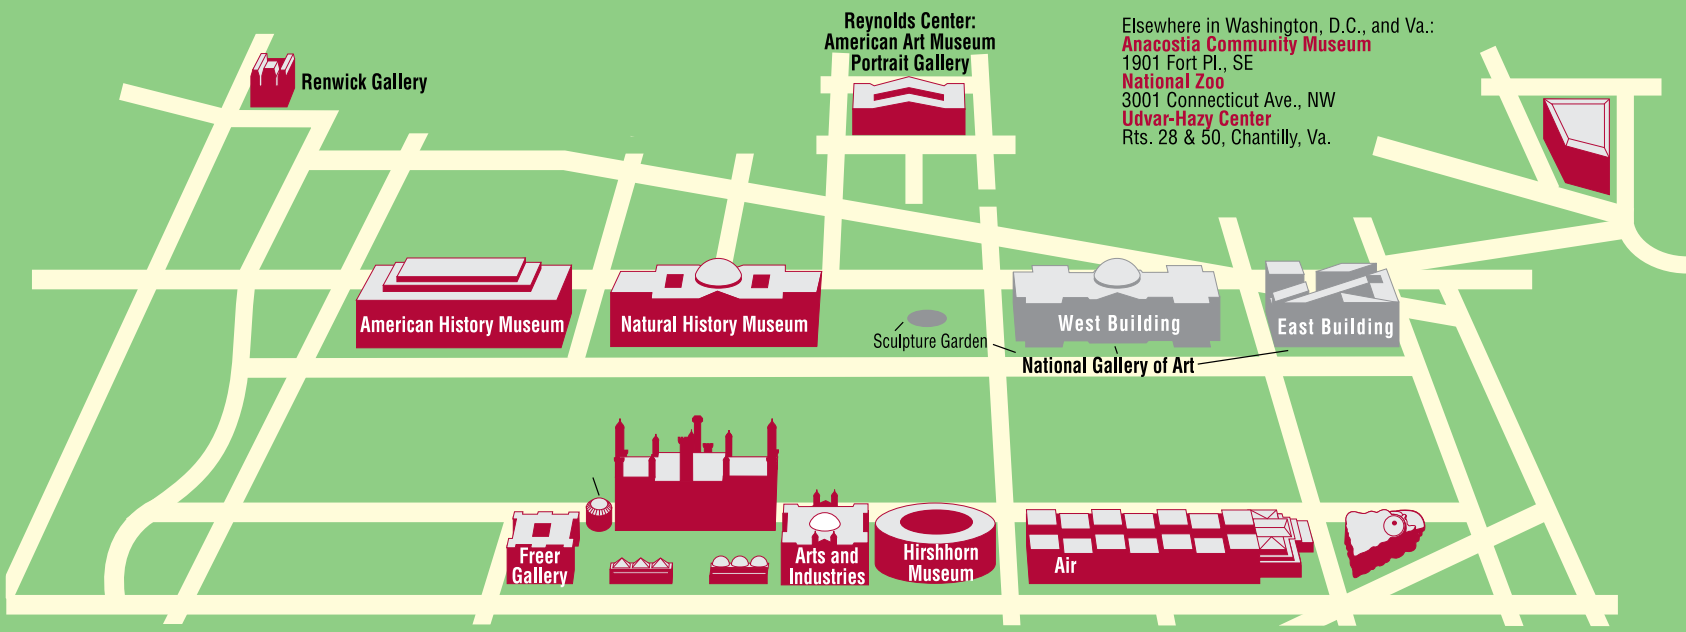 Reynolds Center:
American Art Museum
Portrait Gallery
Elsewhere in Washington, D.C., and Va.:
Anacostia Community Museum
1901 Fort Pl., SE
National Zoo
3001 Connecticut Ave., NW
Udvar-Hazy Center
Rts. 28 & 50, Chantilly, Va.
Renwick Gallery
American History Museum
Natural History Museum
Sculpture Garden
West Building
East Building
National Gallery of Art
Freer
Gallery
Arts and
Industries
Hirshhorn
Museum
Air